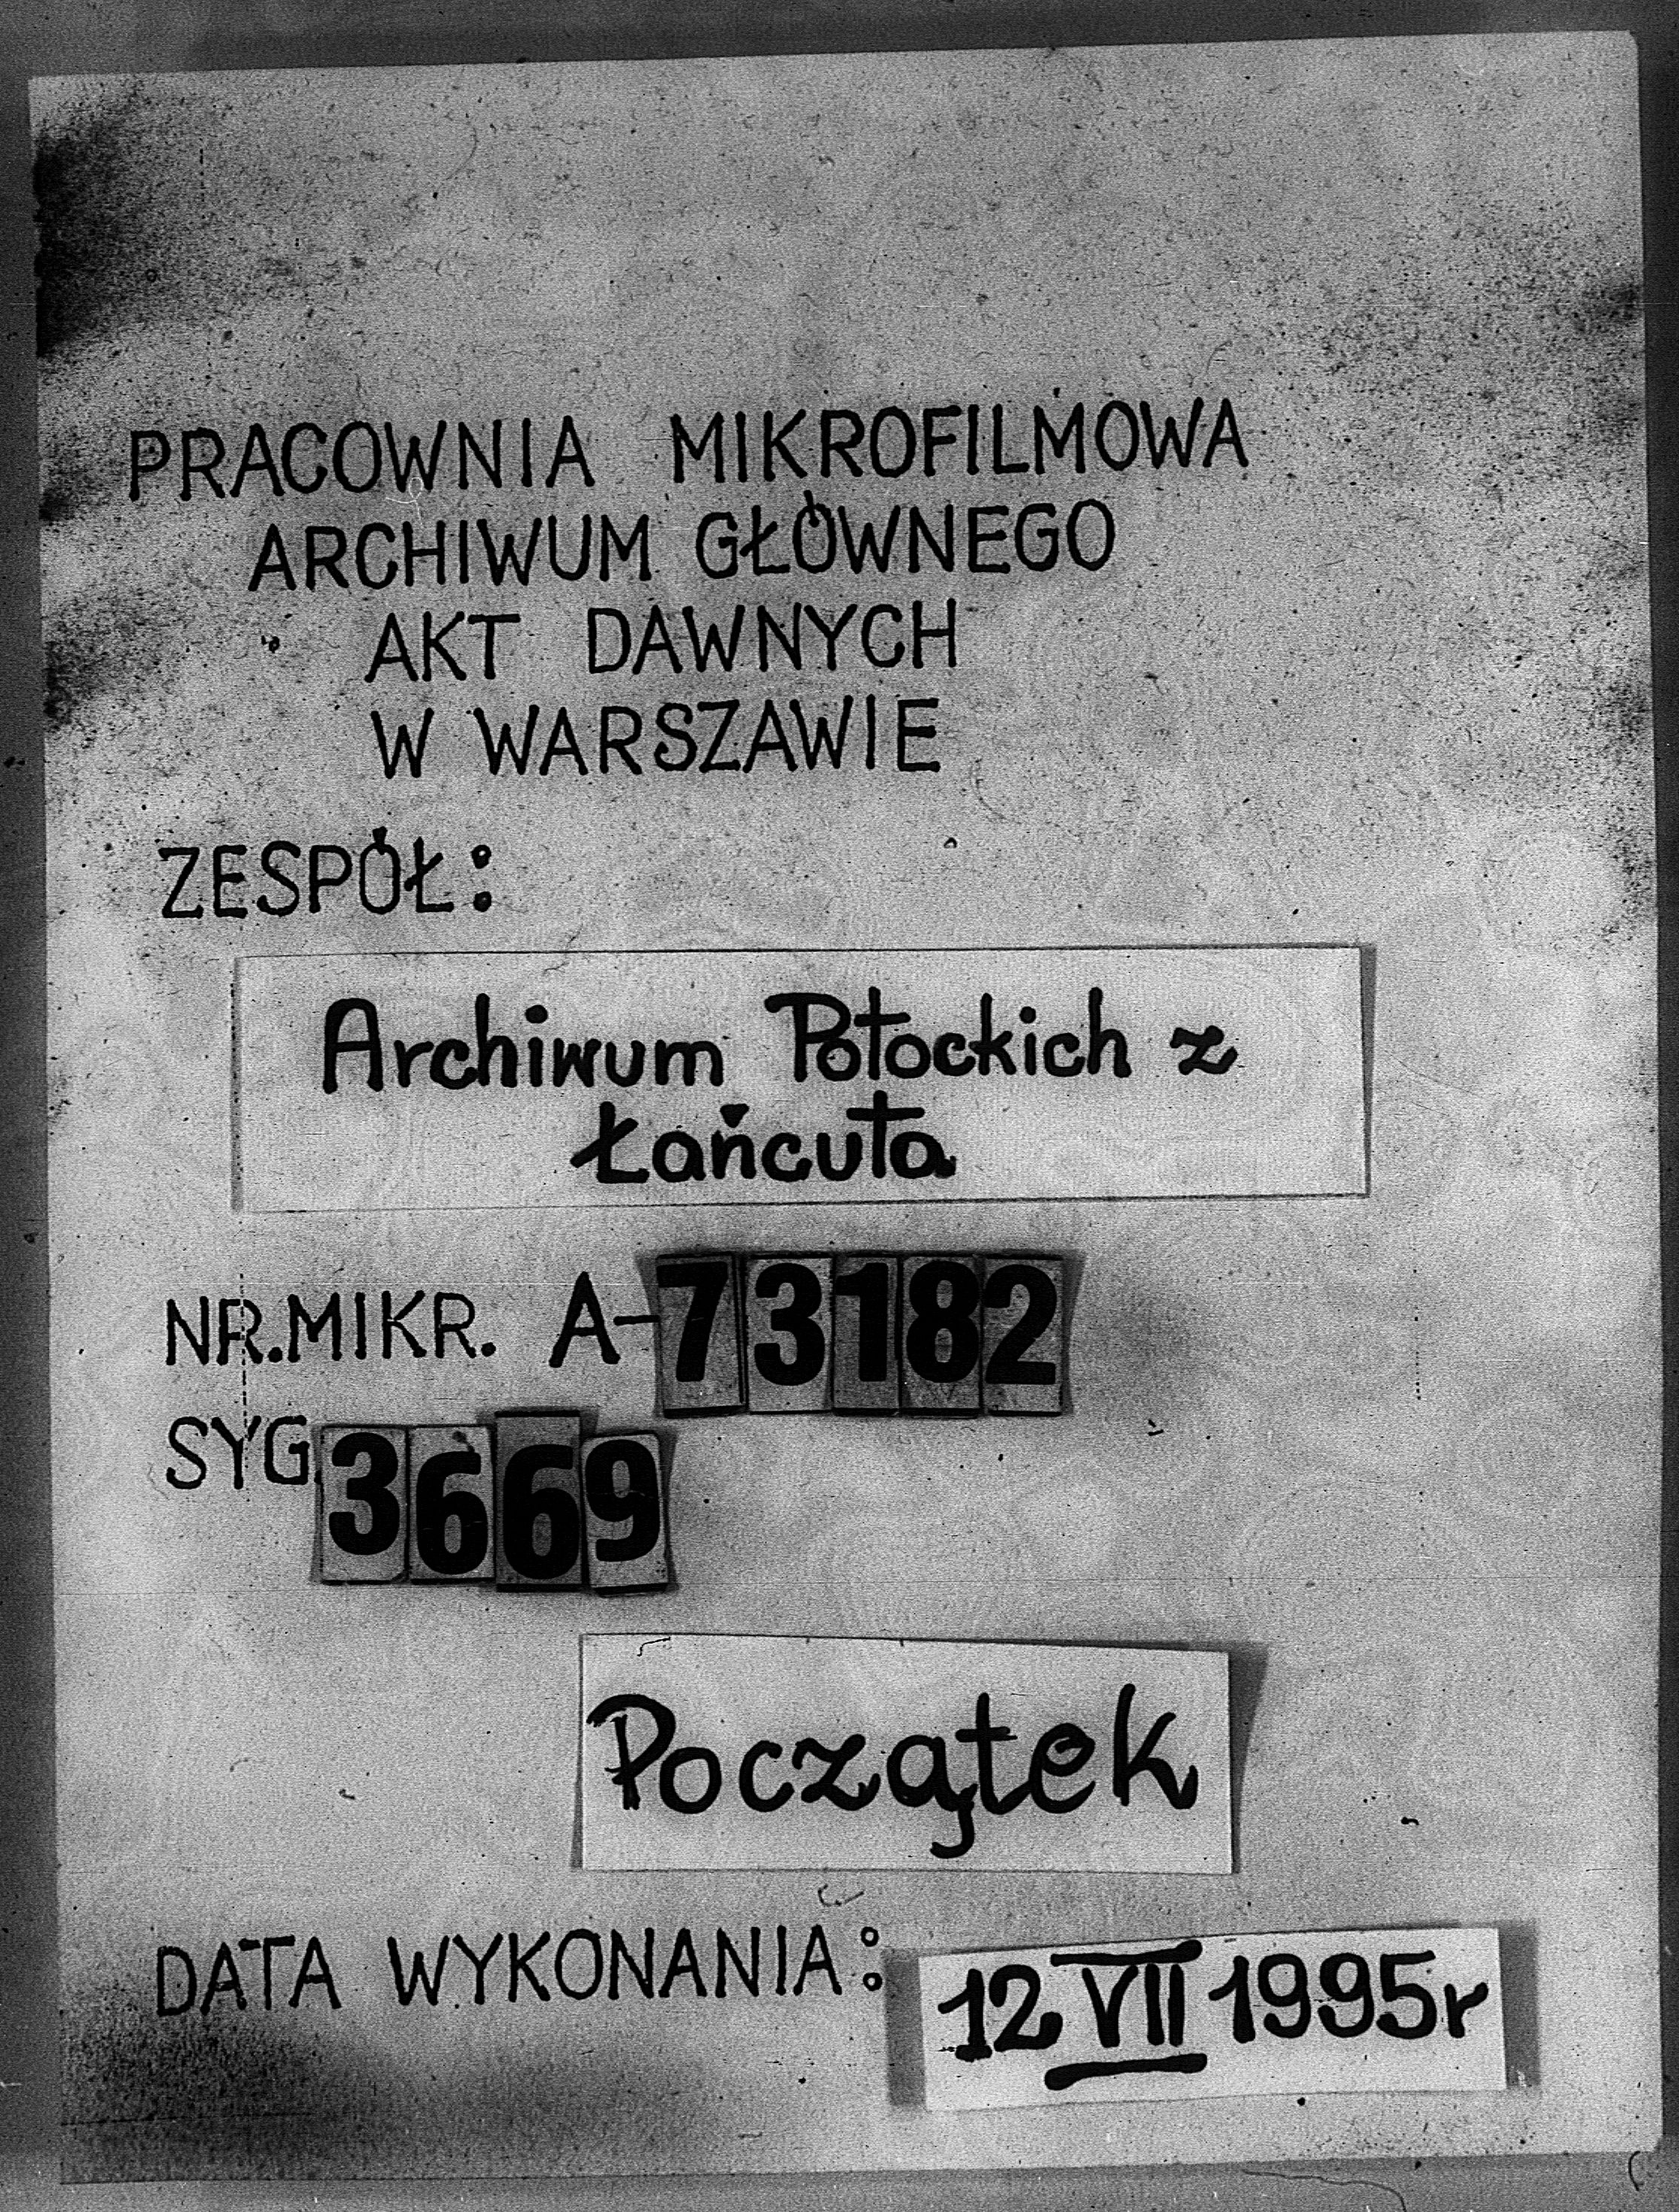 PRACOWNIA MIKROFILMOWA
ARCHIWUM GŁÓWNEGO
AKT DAWNYCH
W WARSZAWIE
ZESPÓŁ:
Archiwum Potockich z
Łańcuta
NR.MIKR. A-73182
SYG. 3669
Początek
DATA WYKONANIA: 12 VII 1995r